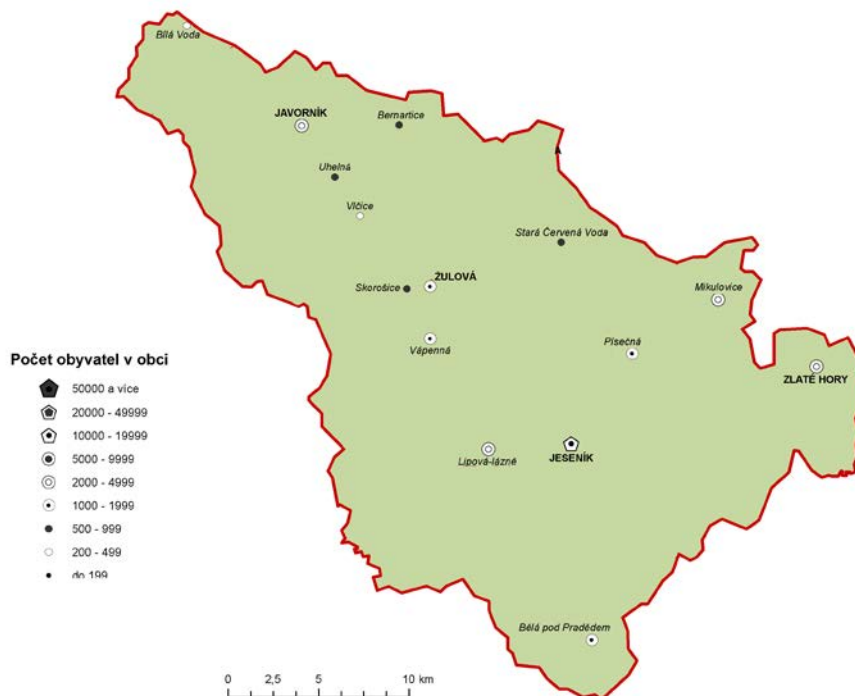 Bílá Voda
JAVORNÍK
Bernartice
Uhelná
Vlčice
Stará Červená Voda
ŽULOVÁ
Skorošice
Mikulovice
Vápenná
Písečná
ZLATÉ HORY
Lipová-lázně
JESENÍK
Bělá pod Pradědem
Počet obyvatel v obci
50000 a více
20000 - 49999
10000 - 19999
5000 - 9999
2000 - 4999
1000 - 1999
500 - 999
200 - 499
do 199
0 2,5 5 10 km